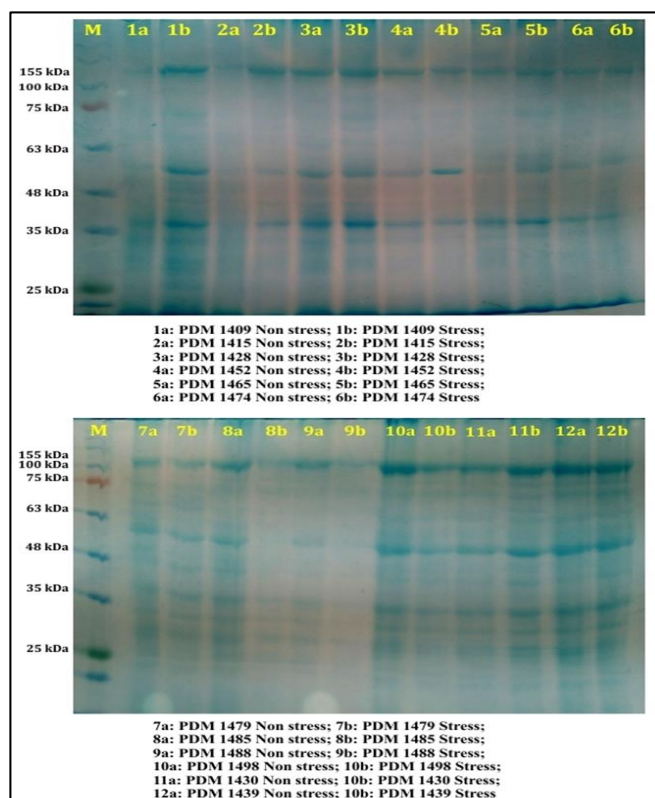 M 1a 1b 2a 2b 3a 3b 4a 4b 5a 5b 6a 6b
155 kDa
100 kDa
75 kDa
63 kDa
48 kDa
35 kDa
25 kDa
1a: PDM 1409 Non stress; 1b: PDM 1409 Stress;
2a: PDM 1415 Non stress; 2b: PDM 1415 Stress;
3a: PDM 1428 Non stress; 3b: PDM 1428 Stress;
4a: PDM 1452 Non stress; 4b: PDM 1452 Stress;
5a: PDM 1465 Non stress; 5b: PDM 1465 Stress;
6a: PDM 1474 Non stress; 6b: PDM 1474 Stress
M 7a 7b 8a 8b 9a 9b 10a 10b 11a 11b 12a 12b
155 kDa
100 kDa
75 kDa
63 kDa
48 kDa
35 kDa
25 kDa
7a: PDM 1479 Non stress; 7b: PDM 1479 Stress;
8a: PDM 1485 Non stress; 8b: PDM 1485 Stress;
9a: PDM 1488 Non stress; 9b: PDM 1488 Stress;
10a: PDM 1498 Non stress; 10b: PDM 1498 Stress;
11a: PDM 1430 Non stress; 10b: PDM 1430 Stress;
12a: PDM 1439 Non stress; 10b: PDM 1439 Stress